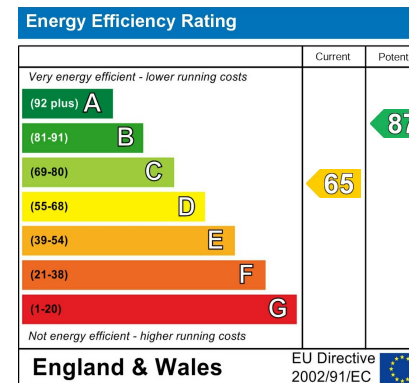 Energy Efficiency Rating
Current
Very energy efficient - lower running costs
(92 plus) A
(81-91) B
87
(69-80) C
65
(55-68) D
(39-54) E
(21-38) F
(1-20) G
Not energy efficient - higher running costs
England & Wales
EU Directive
2002/91/EC